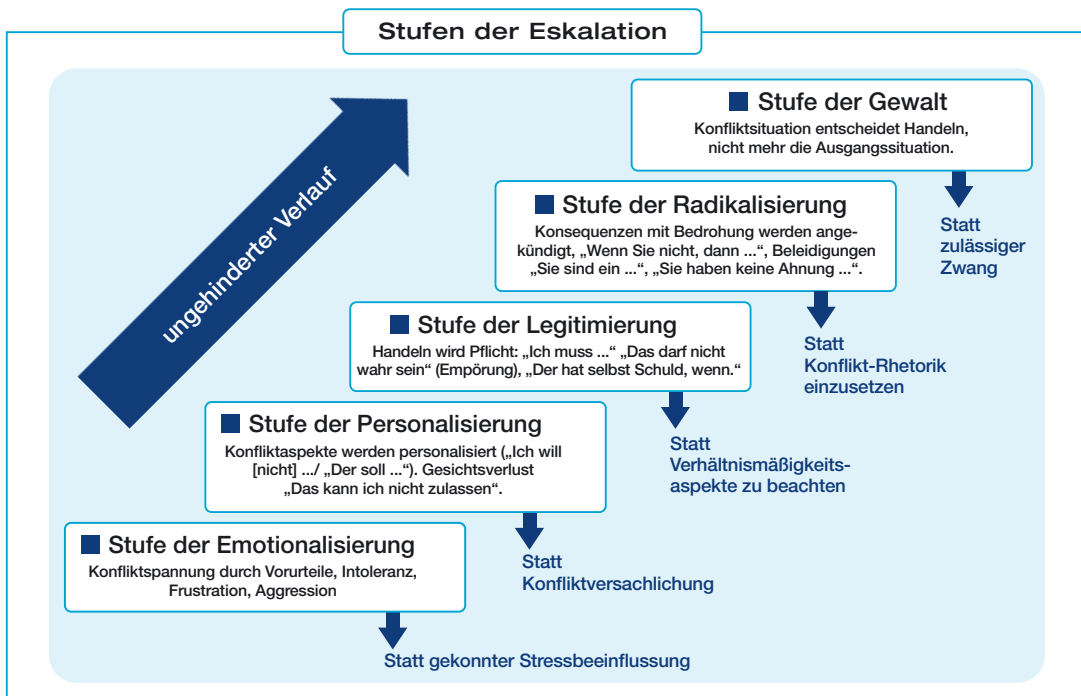 Stufen der Eskalation
Stufe der Gewalt
Konfliktsituation entscheidet Handeln,
nicht mehr die Ausgangssituation.
Statt
zulässiger
Zwang
Stufe der Radikalisierung
Konsequenzen mit Bedrohung werden ange-
kündigt, „Wenn Sie nicht, dann ...“, Beleidigungen
„Sie sind ein ...“, „Sie haben keine Ahnung ...“.
Statt
Konflikt-Rhetorik
einzusetzen
ungehinderter Verlauf
Stufe der Legitimierung
Handeln wird Pflicht: „Ich muss ...“ „Das darf nicht
wahr sein“ (Empörung), „Der hat selbst Schuld, wenn.“
Statt
Verhältnismäßigkeits-
aspekte zu beachten
Stufe der Personalisierung
Konfliktaspekte werden personalisiert („Ich will
[nicht] .../ „Der soll ...“). Gesichtsverlust
„Das kann ich nicht zulassen“.
Statt
Konfliktversachlichung
Stufe der Emotionalisierung
Konfliktspannung durch Vorurteile, Intoleranz,
Frustration, Aggression
Statt gekonnter Stressbeeinflussung